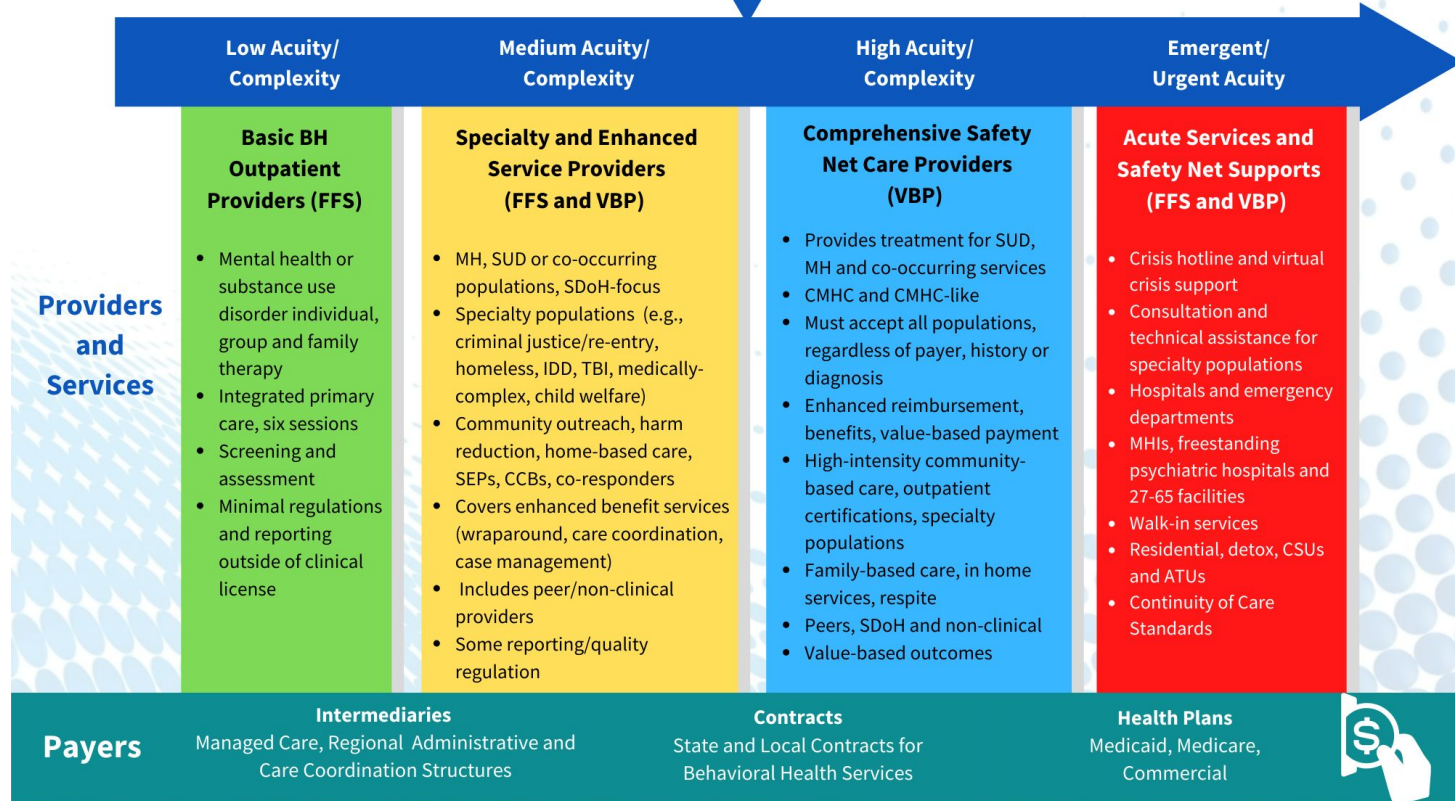 Low Acuity/
Complexity
Medium Acuity/
Complexity
High Acuity/
Complexity
Emergent/
Urgent Acuity
Providers
and
Services
Basic BH
Outpatient
Providers (FFS)
• Mental health or
substance use
disorder individual,
group and family
therapy
• Integrated primary
care, six sessions
• Screening and
assessment
• Minimal regulations
and reporting
outside of clinical
license
Specialty and Enhanced
Service Providers
(FFS and VBP)
• MH, SUD or co-occurring
populations, SDoH-focus
• Specialty populations (e.g.,
criminal justice/re-entry,
homeless, IDD, TBI, medically-
complex, child welfare)
• Community outreach, harm
reduction, home-based care,
SEPs, CCBs, co-responders
• Covers enhanced benefit services
(wraparound, care coordination,
case management)
• Includes peer/non-clinical
providers
• Some reporting/quality
regulation
Comprehensive Safety
Net Care Providers
(VBP)
• Provides treatment for SUD,
MH and co-occurring services
• CMHC and CMHC-like
• Must accept all populations,
regardless of payer, history or
diagnosis
• Enhanced reimbursement,
benefits, value-based payment
• High-intensity community-
based care, outpatient
certifications, specialty
populations
• Family-based care, in home
services, respite
• Peers, SDoH and non-clinical
• Value-based outcomes
Acute Services and
Safety Net Supports
(FFS and VBP)
• Crisis hotline and virtual
crisis support
• Consultation and
technical assistance for
specialty populations
• Hospitals and emergency
departments
• MHIs, freestanding
psychiatric hospitals and
27-65 facilities
• Walk-in services
• Residential, detox, CSUs
and ATUs
• Continuity of Care
Standards
Payers
Intermediaries
Managed Care, Regional Administrative and
Care Coordination Structures
Contracts
State and Local Contracts for
Behavioral Health Services
Health Plans
Medicaid, Medicare,
Commercial
$